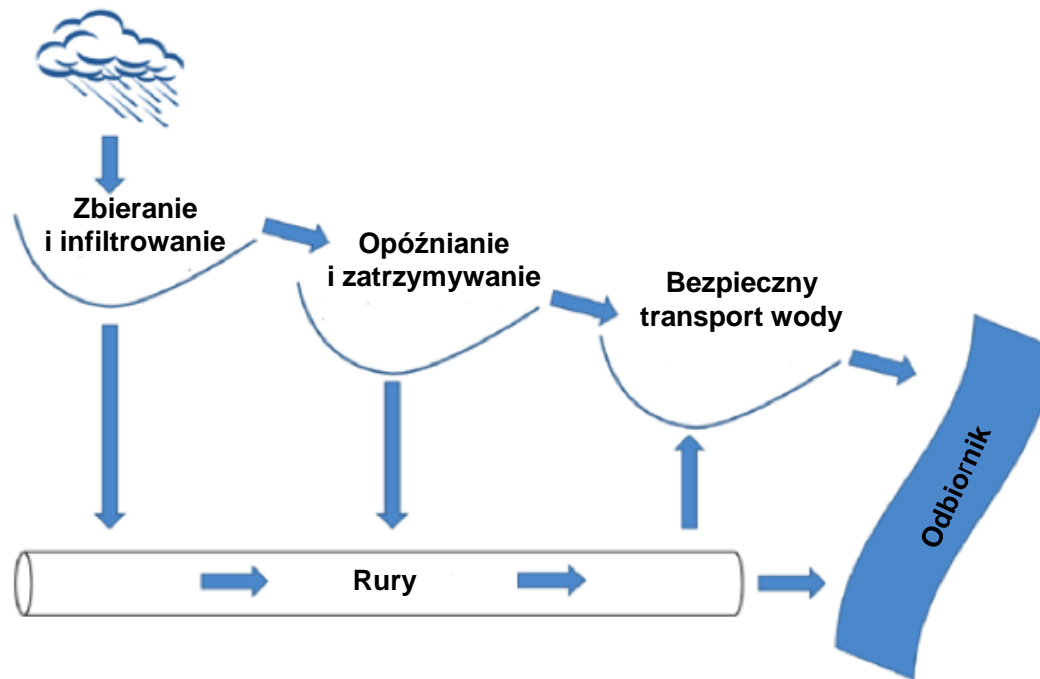 Zbieranie
i infiltrowanie
Opóźnianie
i zatrzymywanie
Bezpieczny
transport wody
Odbiornik
Rury